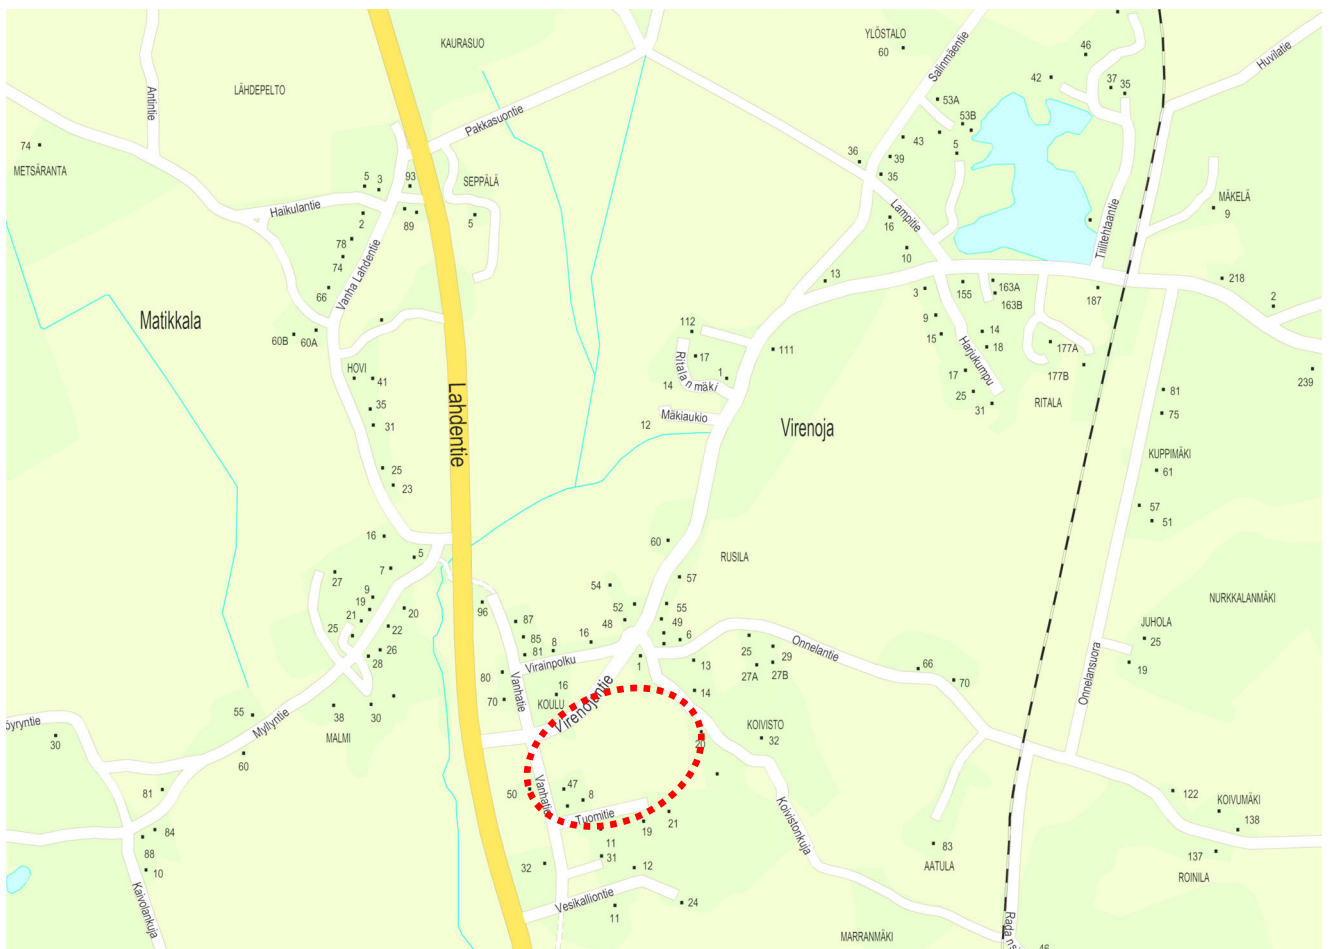 YLÖSTALO
60
Salinmäentie
46
Huvilatie
KAURASUO
LÄHDEPELTO
Antintie
42
37
35
53A
53B
43
5
39
35
36
Pakkasuontie
74
METSÄRANTA
5
3
93
SEPPÄLÄ
Haikulantie
2
89
5
78
74
Vanha Lahdentie
66
Lampitie
16
10
MÄKELÄ
9
Tiilitehtaantie
218
2
13
3
155
163A
163B
187
Matikkala
60B
60A
112
9
15
14
18
Harjukumpu
177A
177B
HOVI
41
17
1
111
Ritalanmäki
14
17
25
31
RITALA
239
81
75
35
31
Lahdentie
Mäkiaukio
12
Virenoja
KUPPIMÄKI
61
25
23
57
51
16
5
7
60
RUSILA
27
9
19
21
20
25
22
26
28
54
57
NURKKALANMÄKI
96
87
52
55
48
49
6
85
81
8
16
Virainpolku
1
13
25
29
27A
27B
Onnelantie
66
70
JUHOLA
25
19
Onnelansuora
80
70
Vanhatie
16
KOULU
Virenojantie
14
38
30
MALMI
55
Myllyntie
60
öyryntie
30
20
KOIVISTO
32
50
Vanhatie
47
8
Tuomitie
19
21
11
Koivistonkuja
81
84
88
10
Kaivolankuja
122
KOIVUMÄKI
138
137
ROINILA
83
AATULA
32
31
12
Vesikalliontie
11
24
MARRANMÄKI
46